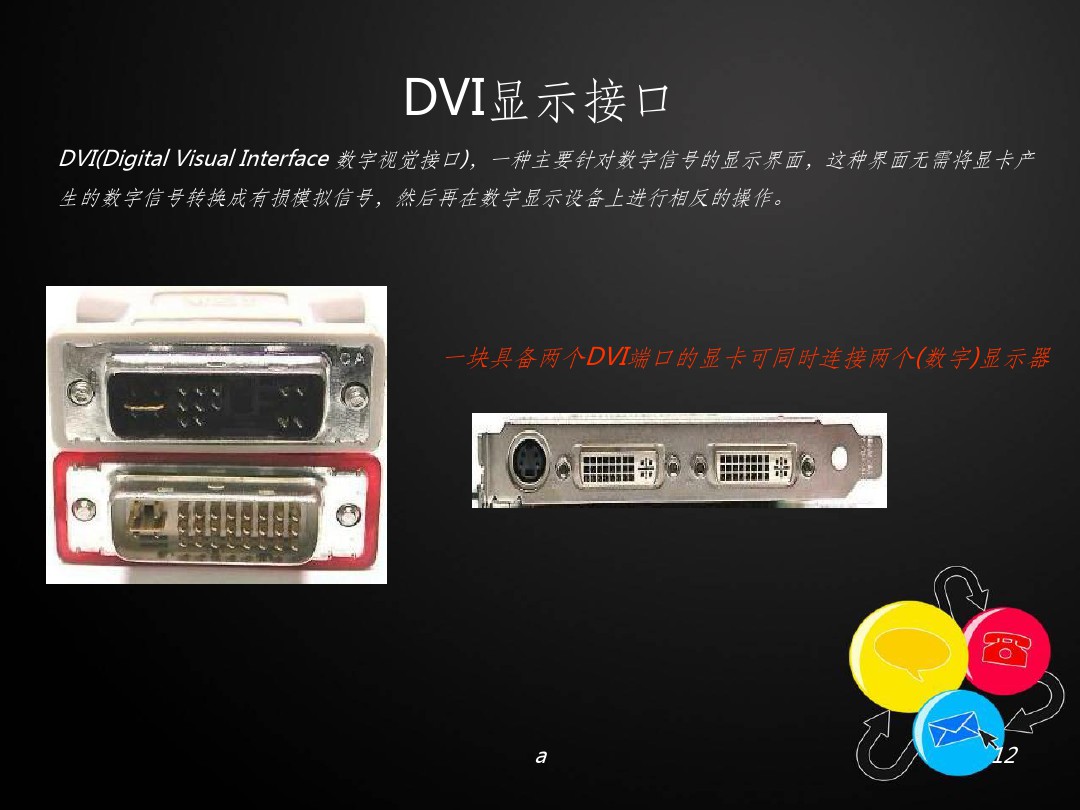 DVI显示接口
DVI(Digital Visual Interface 数字视觉接口)，一种主要针对数字信号的显示界面，这种界面无需将显卡产
生的数字信号转换成有损模拟信号，然后再在数字显示设备上进行相反的操作。
一块具备两个DVI端口的显卡可同时连接两个(数字)显示器
a
12